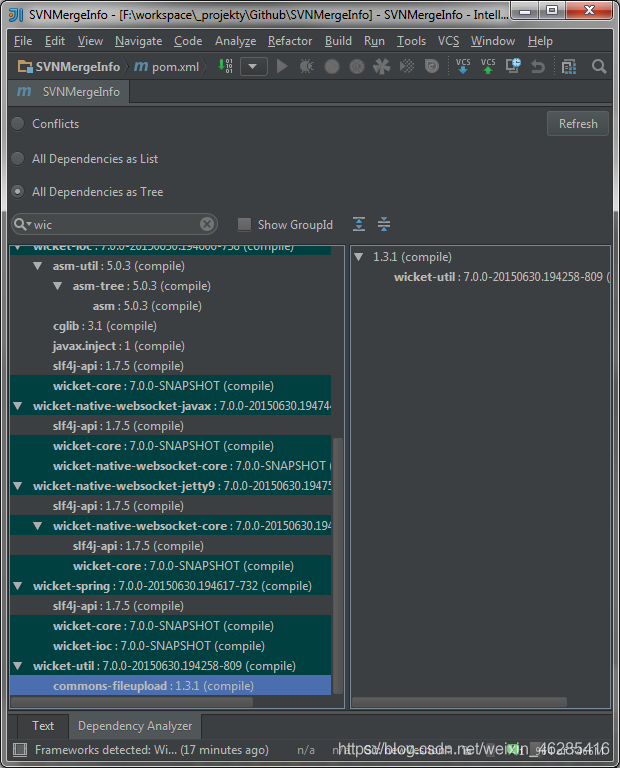 SVNMergeInfo - [F:\workspace\_projekty\Github\SVNMergeInfo] - SVNMergeInfo - Intell...
File Edit View Navigate Code Analyze Refactor Build Run Tools VCS Window Help
SVNMergeInfo m pom.xml VCS VCS
m SVNMergeInfo
Conflicts Refresh
All Dependencies as List
All Dependencies as Tree
wic Show GroupId
wicket-ioc : 7.0.0-20150630.194606-758 (compile)
asm-util : 5.0.3 (compile)
asm-tree : 5.0.3 (compile)
asm : 5.0.3 (compile)
cglib : 3.1 (compile)
javax.inject : 1 (compile)
slf4j-api : 1.7.5 (compile)
wicket-core : 7.0.0-SNAPSHOT (compile)
wicket-native-websocket-javax : 7.0.0-20150630.19474
slf4j-api : 1.7.5 (compile)
wicket-core : 7.0.0-SNAPSHOT (compile)
wicket-native-websocket-core : 7.0.0-SNAPSHOT (
wicket-native-websocket-jetty9 : 7.0.0-20150630.1947
slf4j-api : 1.7.5 (compile)
wicket-native-websocket-core : 7.0.0-20150630.194
slf4j-api : 1.7.5 (compile)
wicket-core : 7.0.0-SNAPSHOT (compile)
wicket-spring : 7.0.0-20150630.194617-732 (compile)
slf4j-api : 1.7.5 (compile)
wicket-core : 7.0.0-SNAPSHOT (compile)
wicket-ioc : 7.0.0-SNAPSHOT (compile)
wicket-util : 7.0.0-20150630.194258-809 (compile)
commons-fileupload : 1.3.1 (compile)
1.3.1 (compile)
wicket-util : 7.0.0-20150630.194258-809 (
Text Dependency Analyzer
Frameworks detected: Wi... (17 minutes ago) n/a
https://blog.csdn.net/weixin_46285416